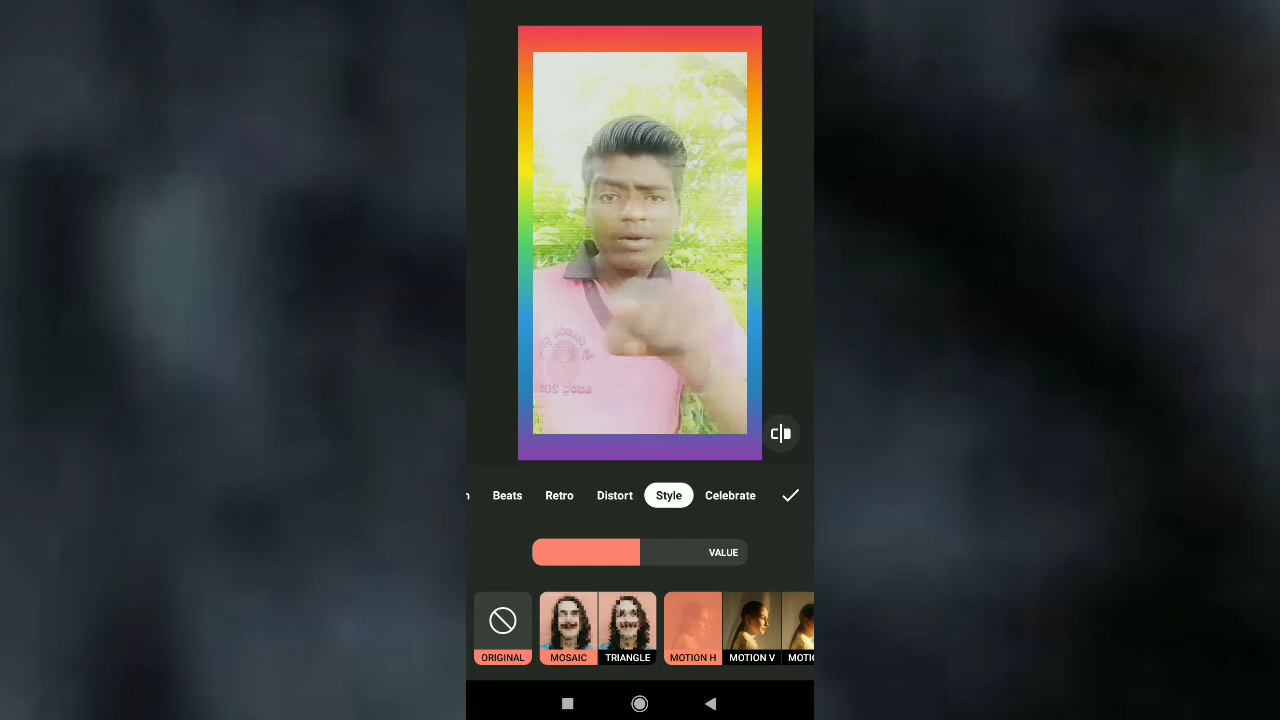 Beats Retro Distort Style Celebrate
VALUE
ORIGINAL MOSAIC TRIANGLE MOTION H MOTION V